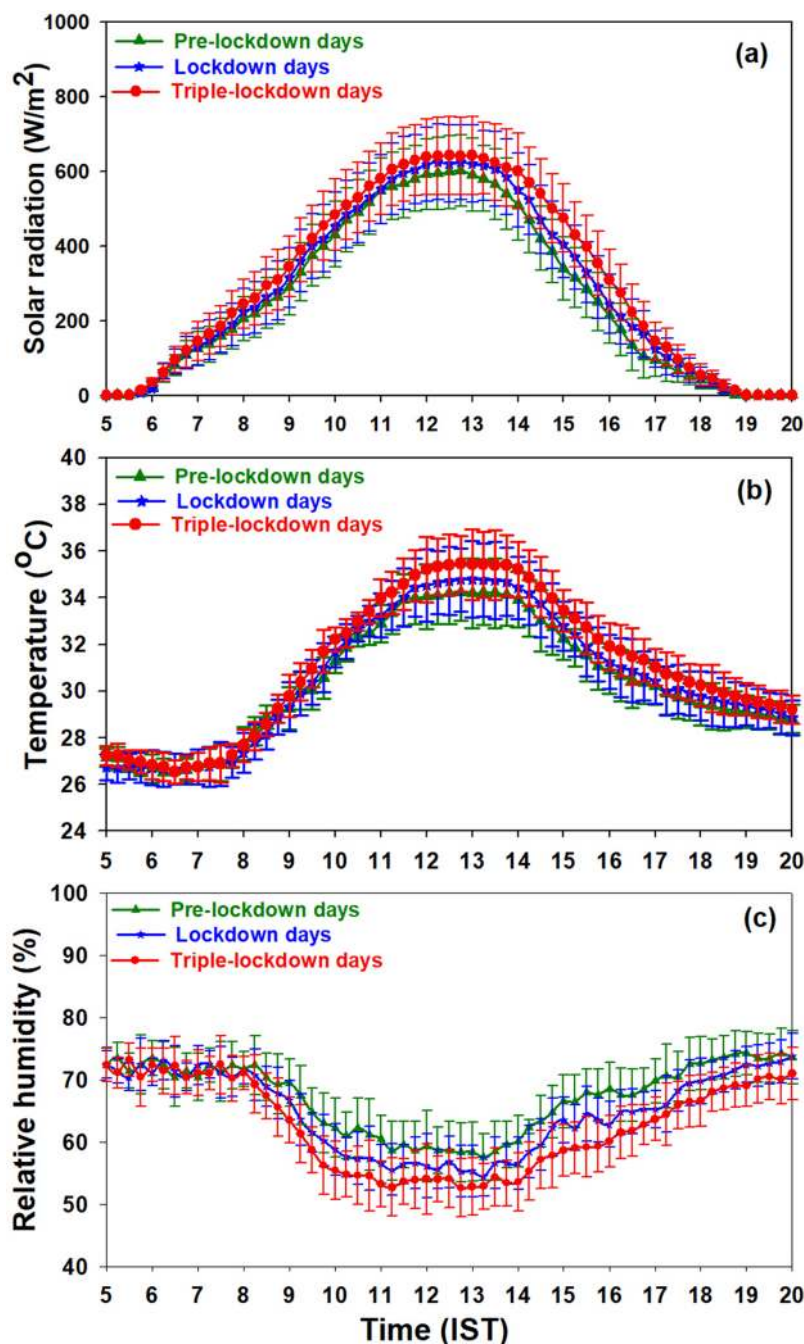 1000
800
600
400
200
0
Solar radiation (W/m²)
Pre-lockdown days
Lockdown days
Triple-lockdown days
(a)
5 6 7 8 9 10 11 12 13 14 15 16 17 18 19 20
40
38
36
34
32
30
28
26
24
Temperature (°C)
Pre-lockdown days
Lockdown days
Triple-lockdown days
(b)
5 6 7 8 9 10 11 12 13 14 15 16 17 18 19 20
100
90
80
70
60
50
40
Relative humidity (%)
Pre-lockdown days
Lockdown days
Triple-lockdown days
(c)
5 6 7 8 9 10 11 12 13 14 15 16 17 18 19 20
Time (IST)